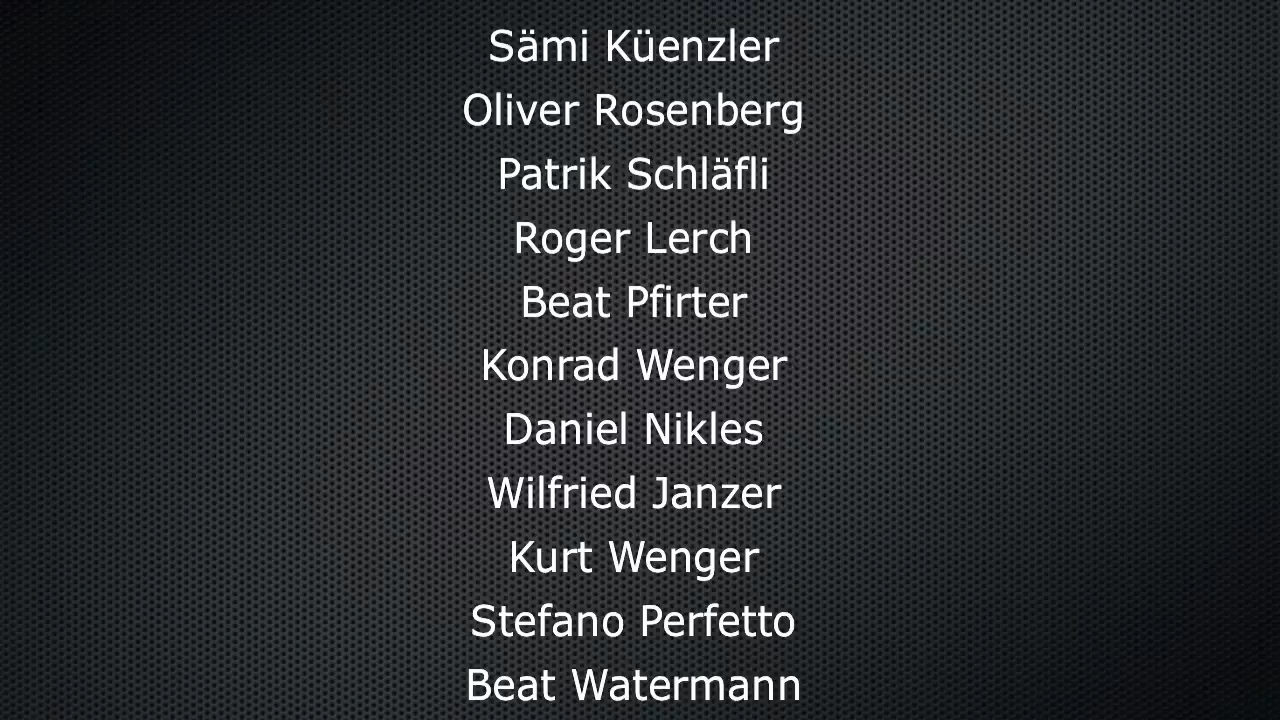 Sämi Küenzler
Oliver Rosenberg
Patrik Schläfli
Roger Lerch
Beat Pfirter
Konrad Wenger
Daniel Nikles
Wilfried Janzer
Kurt Wenger
Stefano Perfetto
Beat Watermann